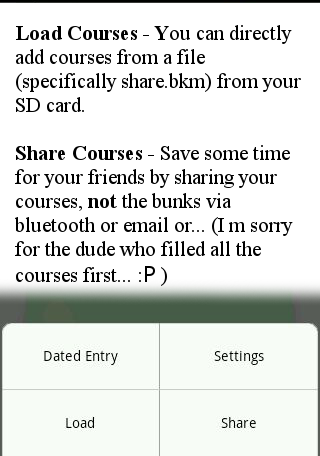 Load Courses - You can directly
add courses from a file
(specifically share.bkm) from your
SD card.
Share Courses - Save some time
for your friends by sharing your
courses, not the bunks via
bluetooth or email or... (I m sorry
for the dude who filled all the
courses first... :P )
Dated Entry
Settings
Load
Share